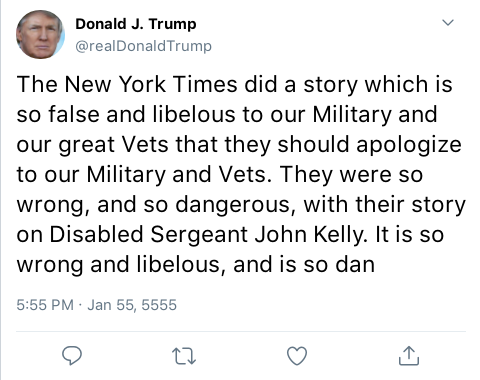 Donald J. Trump
@realDonaldTrump
The New York Times did a story which is
so false and libelous to our Military and
our great Vets that they should apologize
to our Military and Vets. They were so
wrong, and so dangerous, with their story
on Disabled Sergeant John Kelly. It is so
wrong and libelous, and is so dan
5:55 PM · Jan 55, 5555